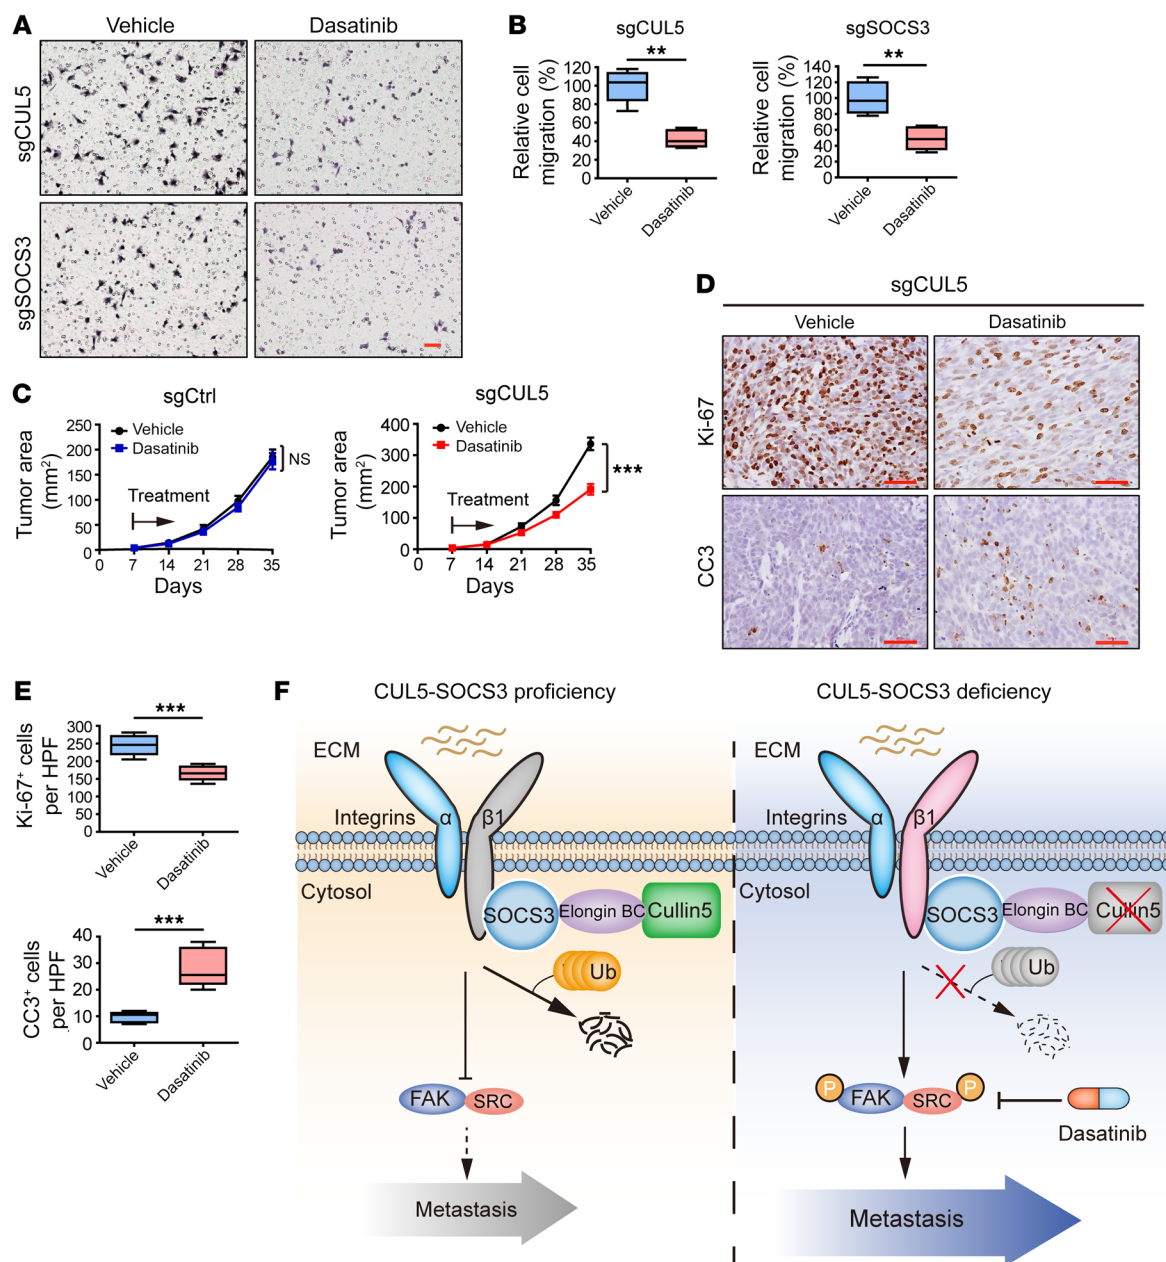 A
Vehicle
Dasatinib
sgCUL5
sgSOCS3
B
sgCUL5
**
Relative cell
migration (%)
120
100
80
60
40
20
0
Vehicle
Dasatinib
sgSOCS3
**
Relative cell
migration (%)
140
120
100
80
60
40
20
0
Vehicle
Dasatinib
C
sgCtrl
Vehicle
Dasatinib
Tumor area
(mm²)
250
200
150
100
50
0
NS
Treatment
0 7 14 21 28 35
Days
sgCUL5
Vehicle
Dasatinib
Tumor area
(mm²)
400
300
200
100
0
***
Treatment
0 7 14 21 28 35
Days
D
sgCUL5
Vehicle
Dasatinib
Ki-67
CC3
E
***
Ki-67⁺ cells
per HPF
300
250
200
150
100
50
0
Vehicle
Dasatinib
***
CC3⁺ cells
per HPF
40
30
20
10
0
Vehicle
Dasatinib
F
CUL5-SOCS3 proficiency
ECM
Integrins
α
β1
Cytosol
SOCS3
Elongin BC
Cullin5
Ub
FAK
SRC
Metastasis
CUL5-SOCS3 deficiency
ECM
Integrins
α
β1
Cytosol
SOCS3
Elongin BC
Cullin5
Ub
P
FAK
SRC
P
Dasatinib
Metastasis